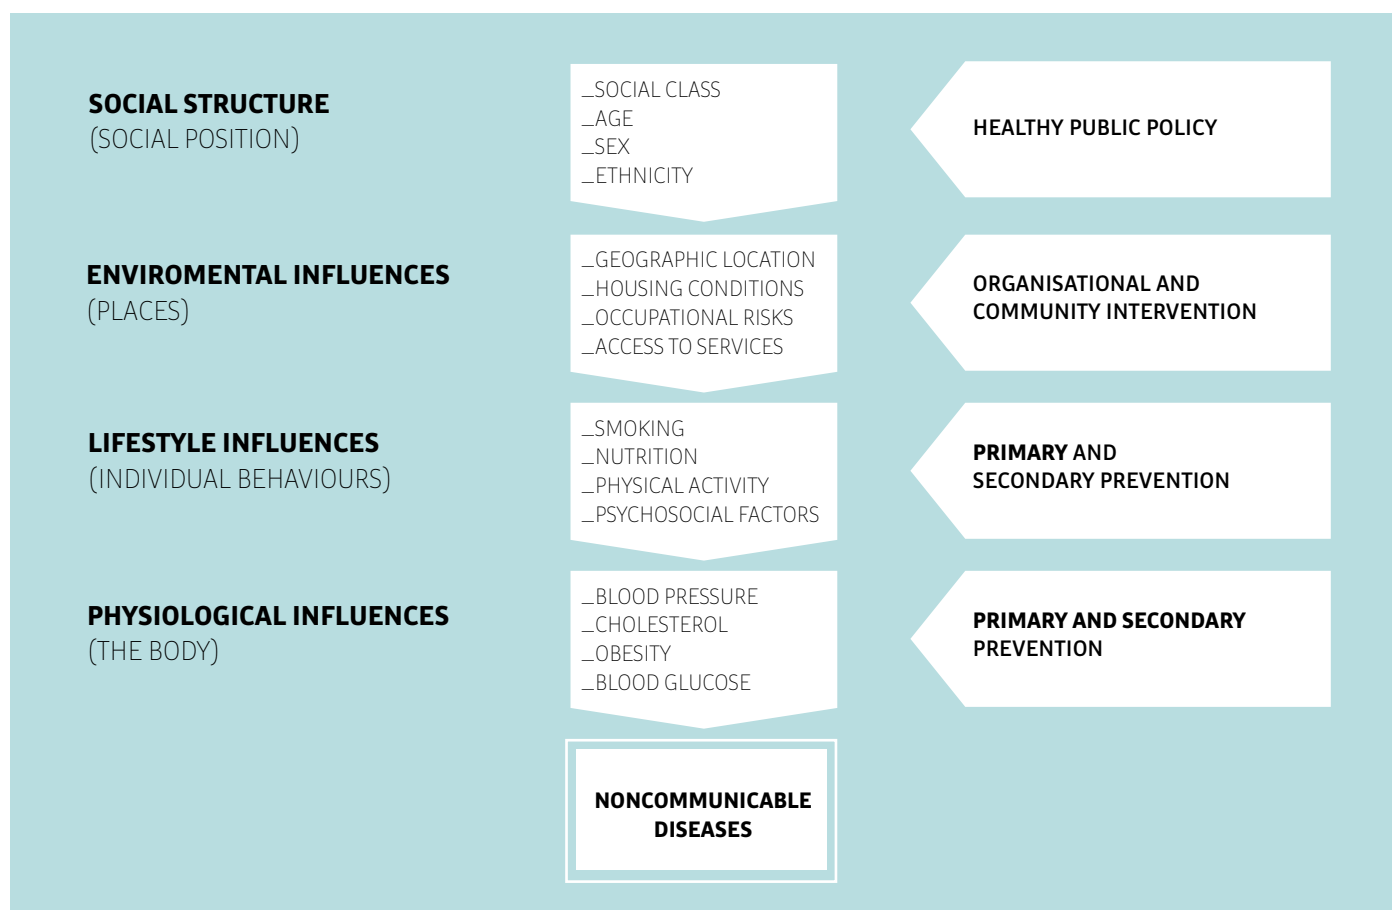 SOCIAL STRUCTURE
(SOCIAL POSITION)
_SOCIAL CLASS
_AGE
_SEX
_ETHNICITY
HEALTHY PUBLIC POLICY
ENVIROMENTAL INFLUENCES
(PLACES)
_GEOGRAPHIC LOCATION
_HOUSING CONDITIONS
_OCCUPATIONAL RISKS
_ACCESS TO SERVICES
ORGANISATIONAL AND
COMMUNITY INTERVENTION
LIFESTYLE INFLUENCES
(INDIVIDUAL BEHAVIOURS)
_SMOKING
_NUTRITION
_PHYSICAL ACTIVITY
_PSYCHOSOCIAL FACTORS
PRIMARY AND
SECONDARY PREVENTION
PHYSIOLOGICAL INFLUENCES
(THE BODY)
_BLOOD PRESSURE
_CHOLESTEROL
_OBESITY
_BLOOD GLUCOSE
PRIMARY AND SECONDARY
PREVENTION
NONCOMMUNICABLE
DISEASES